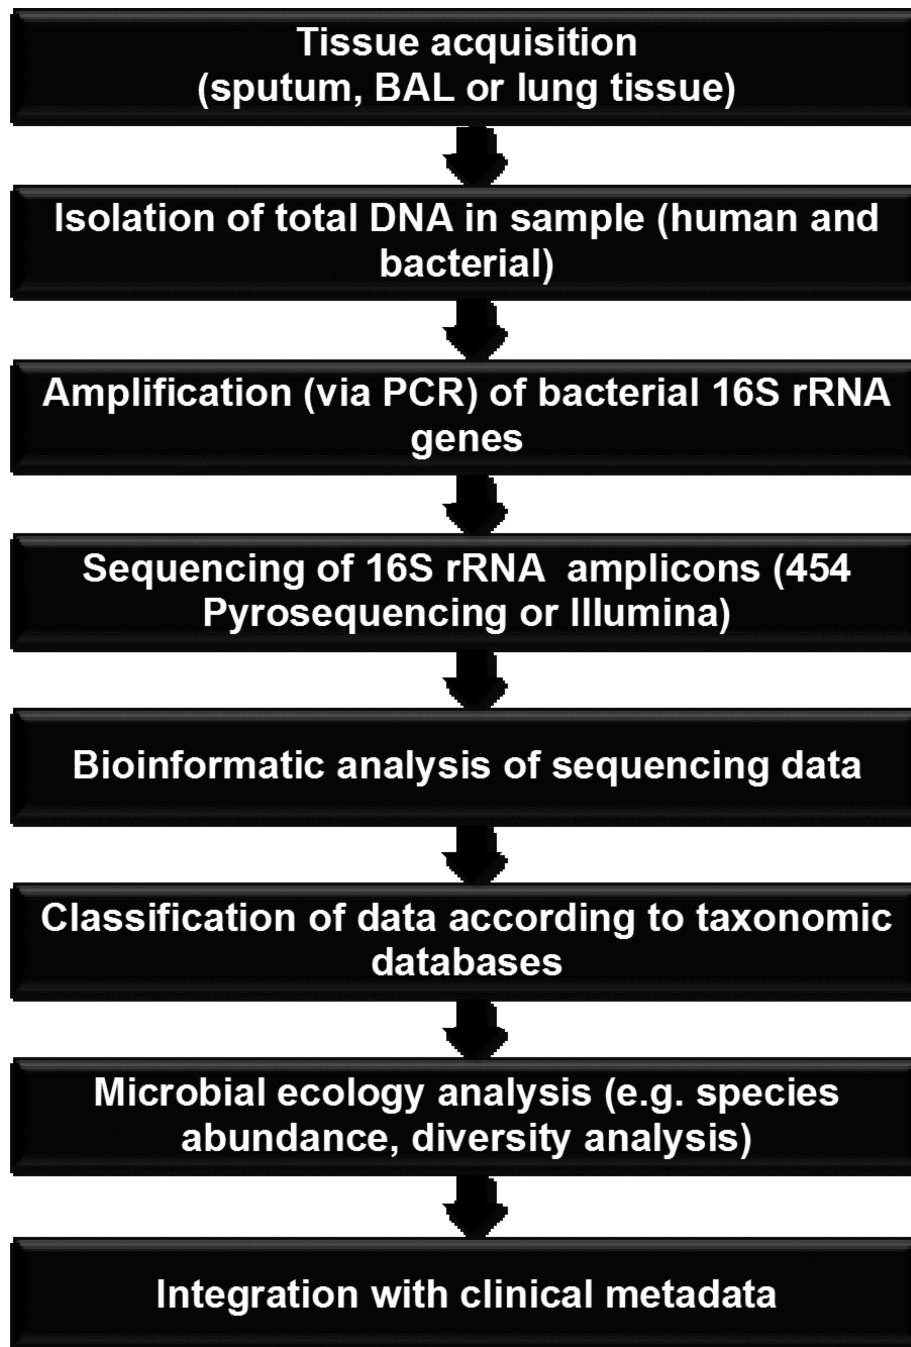 Tissue acquisition
(sputum, BAL or lung tissue)
Isolation of total DNA in sample (human and
bacterial)
Amplification (via PCR) of bacterial 16S rRNA
genes
Sequencing of 16S rRNA  amplicons (454
Pyrosequencing or Illumina)
Bioinformatic analysis of sequencing data
Classification of data according to taxonomic
databases
Microbial ecology analysis (e.g. species
abundance, diversity analysis)
Integration with clinical metadata